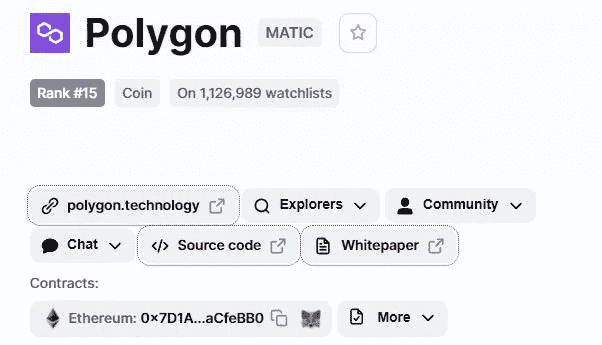 Polygon MATIC
Rank #15 Coin On 1,126,989 watchlists
polygon.technology Explorers Community
Chat Source code Whitepaper
Contracts:
Ethereum: 0x7D1A...aCfeBB0 More